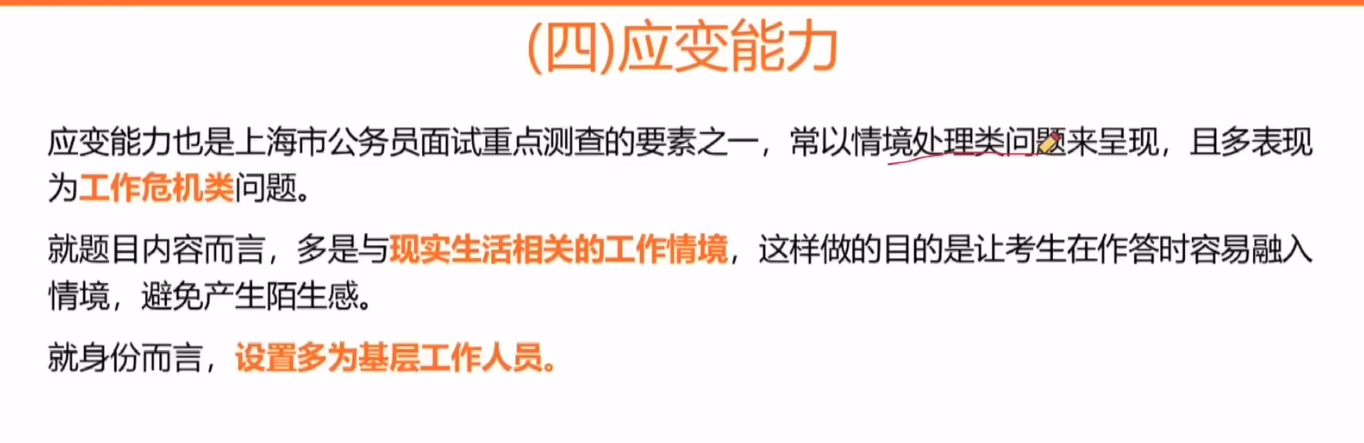 (四)应变能力
应变能力也是上海市公务员面试重点测查的要素之一，常以情境处理类问题来呈现，且多表现
为工作危机类问题。
就题目内容而言，多是与现实生活相关的工作情境，这样做的目的是让考生在作答时容易融入
情境，避免产生陌生感。
就身份而言，设置多为基层工作人员。